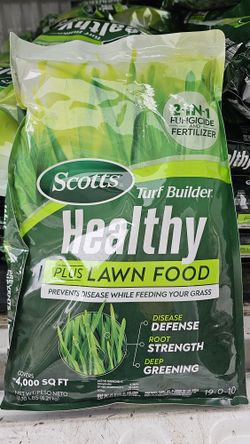 2-IN-1
FUNGICIDE
AND
FERTILIZER
Scotts
Turf Builder
Healthy
PLUS LAWN FOOD
PREVENTS DISEASE WHILE FEEDING YOUR GRASS
DISEASE
DEFENSE
ROOT
STRENGTH
DEEP
GREENING
COVERS
4,000 SQ FT
19-0-10